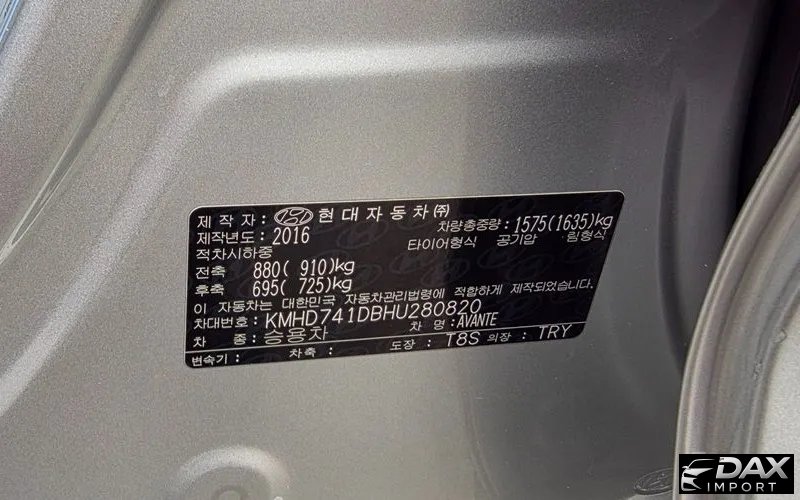 제 작 자 : 현대자동차㈜ 차량총중량 : 1575(1635)kg
제작년도 : 2016 타이어형식 공기압 림형식
적차시하중
전축 880( 910)kg
후축 695( 725)kg
이 자동차는 대한민국 자동차관리법령에 적합하게 제작되었습니다.
차대번호 : KMHD741DBHU280820
차 종 : 승용차 차 명 : AVANTE
변속기 : 차축 : 도장 : T8S 의장 : TRY
DAX
IMPORT